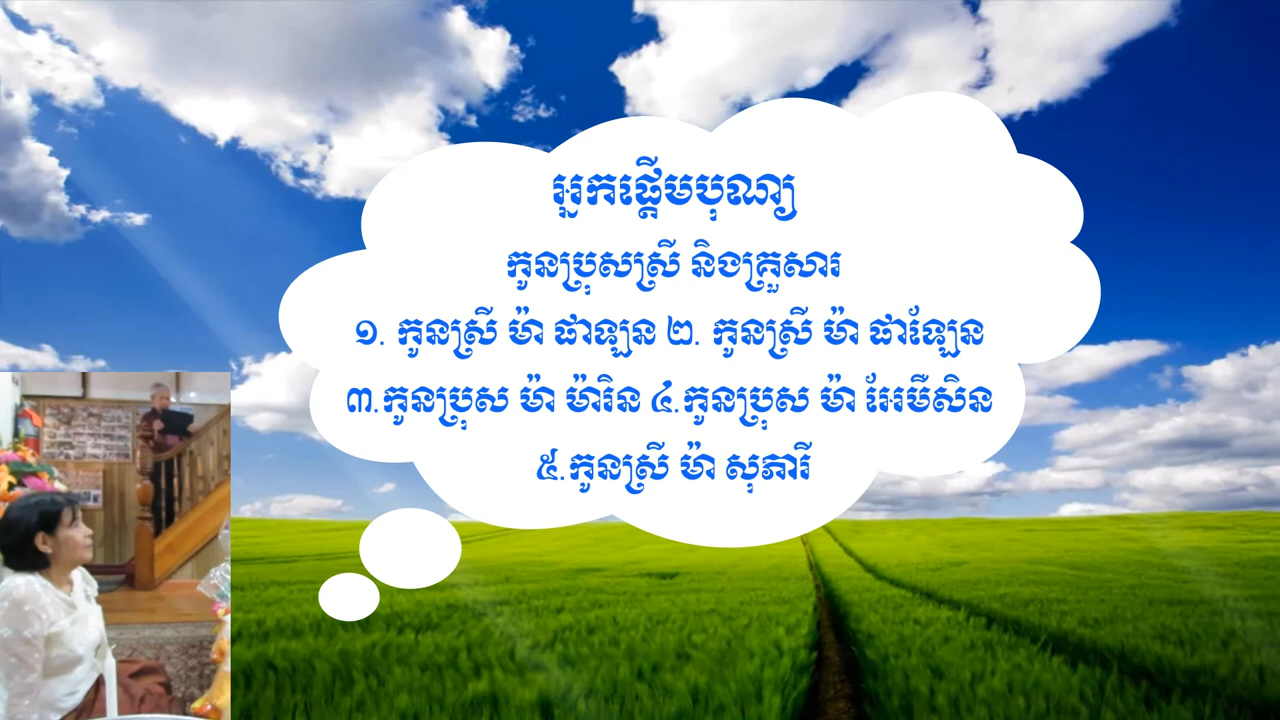 អ្នកផ្ដើមបុណ្យ
កូនប្រុសស្រី និងគ្រួសារ
១. កូនស្រី ម៉ា ផាឡន ២. កូនស្រី ម៉ា ផាឡែន
៣.កូនប្រុស ម៉ា ម៉ារិន ៤.កូនប្រុស ម៉ា អែមីសិន
៥.កូនស្រី ម៉ា សុភារី